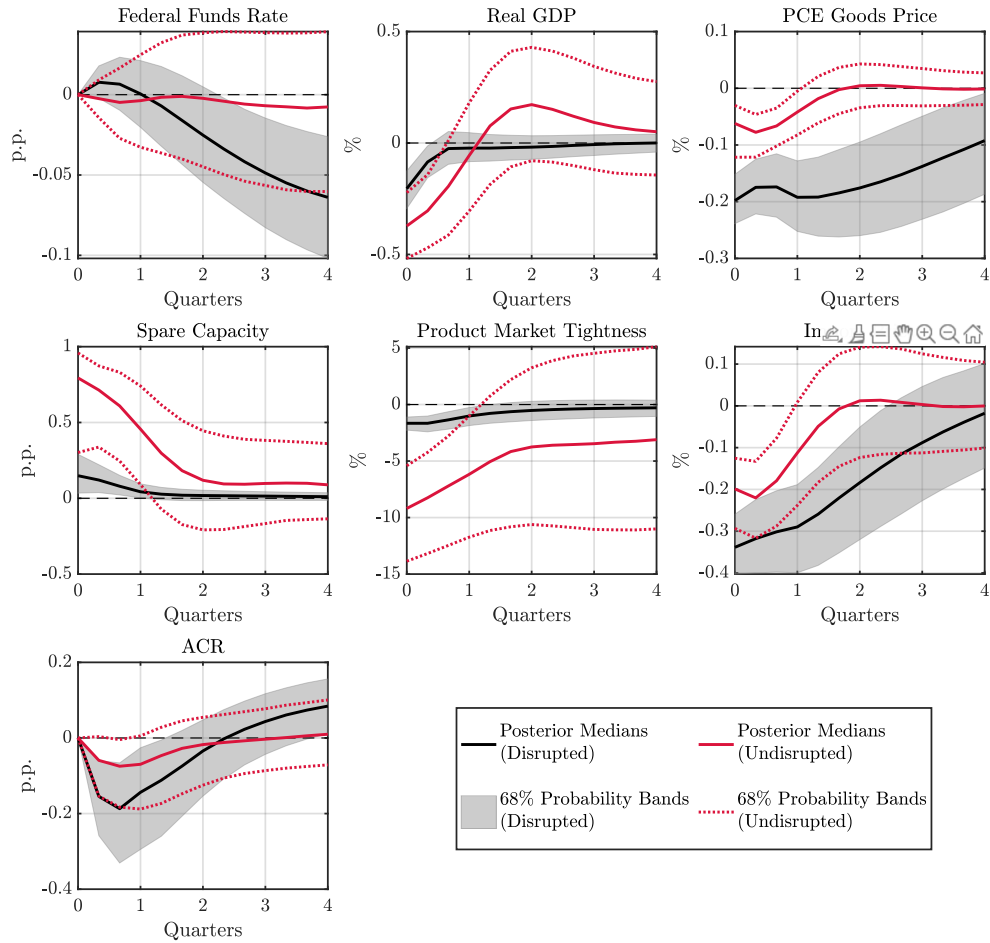 Federal Funds Rate
0
-0.05
-0.1
p.p.
0 1 2 3 4
Quarters
Real GDP
0.5
0
-0.5
%
0 1 2 3 4
Quarters
PCE Goods Price
0.1
0
-0.1
-0.2
-0.3
%
0 1 2 3 4
Quarters
Spare Capacity
1
0.5
0
-0.5
p.p.
0 1 2 3 4
Quarters
Product Market Tightness
5
0
-5
-10
-15
%
0 1 2 3 4
Quarters
In
0.1
0
-0.1
-0.2
-0.3
-0.4
%
0 1 2 3 4
Quarters
ACR
0.2
0
-0.2
-0.4
p.p.
0 1 2 3 4
Quarters
Posterior Medians
(Disrupted)
Posterior Medians
(Undisrupted)
68% Probability Bands
(Disrupted)
68% Probability Bands
(Undisrupted)